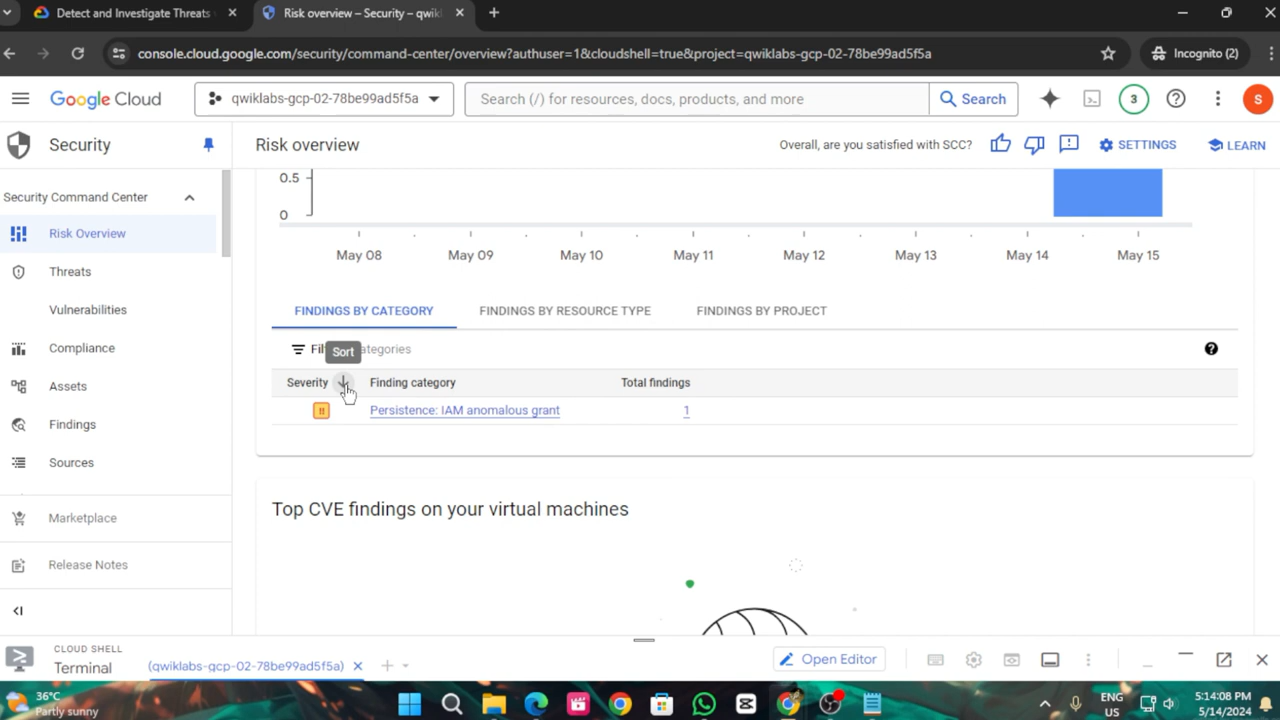 Detect and Investigate Threats
Risk overview – Security – qwik
console.cloud.google.com/security/command-center/overview?authuser=1&cloudshell=true&project=qwiklabs-gcp-02-78be99ad5f5a
Incognito (2)
Google Cloud
qwiklabs-gcp-02-78be99ad5f5a
Search (/) for resources, docs, products, and more
Search
3
S
Security
Risk overview
Overall, are you satisfied with SCC?
SETTINGS
LEARN
Security Command Center
Risk Overview
Threats
Vulnerabilities
Compliance
Assets
Findings
Sources
Marketplace
Release Notes
0.5
0
May 08
May 09
May 10
May 11
May 12
May 13
May 14
May 15
FINDINGS BY CATEGORY
FINDINGS BY RESOURCE TYPE
FINDINGS BY PROJECT
Sort
Severity
Finding category
Total findings
!!
Persistence: IAM anomalous grant
1
Top CVE findings on your virtual machines
CLOUD SHELL
Terminal
(qwiklabs-gcp-02-78be99ad5f5a)
Open Editor
36°C
Partly sunny
ENG
US
5:14:08 PM
5/14/2024